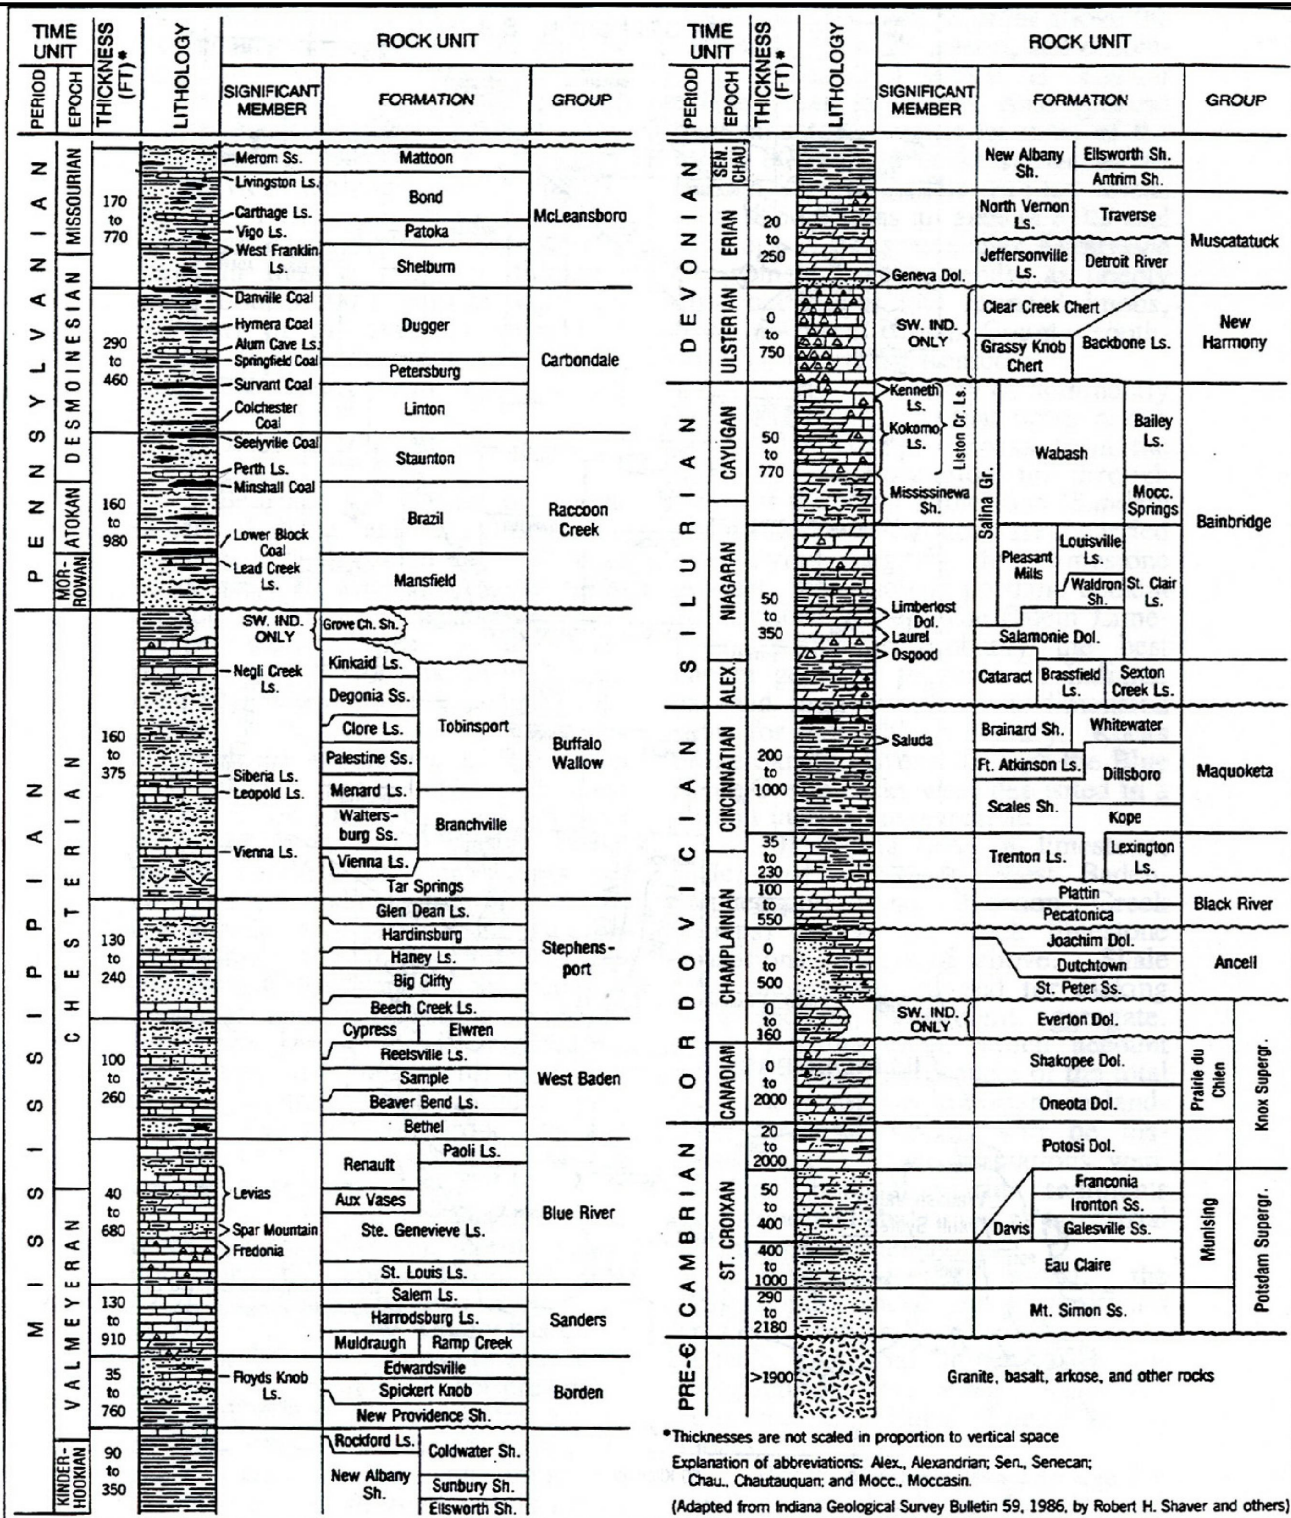 TIME UNIT
THICKNESS (FT)*
LITHOLOGY
ROCK UNIT
PERIOD
EPOCH
SIGNIFICANT MEMBER
FORMATION
GROUP
PENNSYLVANIAN
MISSOURIAN
DESMOINESIAN
ATOKAN
MOR-
ROWAN
170
to
770
Merom Ss.
Livingston Ls.
Carthage Ls.
Vigo Ls.
West Franklin
Ls.
Mattoon
Bond
Patoka
Shelburn
McLeansboro
290
to
460
Danville Coal
Hymera Coal
Alum Cave Ls.
Springfield Coal
Survant Coal
Colchester
Coal
Dugger
Petersburg
Linton
Carbondale
160
to
980
Seelyville Coal
Perth Ls.
Minshall Coal
Lower Block
Coal
Lead Creek
Ls.
Staunton
Brazil
Mansfield
Raccoon
Creek
MISSISSIPPIAN
CHESTERIAN
VALMEYERAN
KINDER-
HOOKIAN
160
to
375
SW. IND.
ONLY
Negli Creek
Ls.
Siberia Ls.
Leopold Ls.
Vienna Ls.
Grove Ch. Sh.
Kinkaid Ls.
Degonia Ss.
Clore Ls.
Palestine Ss.
Menard Ls.
Walters-
burg Ss.
Vienna Ls.
Tar Springs
Tobinsport
Branchville
Buffalo
Wallow
130
to
240
Glen Dean Ls.
Hardinsburg
Haney Ls.
Big Clifty
Beech Creek Ls.
Stephens-
port
100
to
260
Cypress
Elwren
Reelsville Ls.
Sample
Beaver Bend Ls.
Bethel
West Baden
40
to
680
Levias
Spar Mountain
Fredonia
Renault
Paoli Ls.
Aux Vases
Ste. Genevieve Ls.
St. Louis Ls.
Blue River
130
to
910
Salem Ls.
Harrodsburg Ls.
Muldraugh
Ramp Creek
Sanders
35
to
760
Floyds Knob
Ls.
Edwardsville
Spickert Knob
New Providence Sh.
Borden
90
to
350
Rockford Ls.
New Albany
Sh.
Coldwater Sh.
Sunbury Sh.
Ellsworth Sh.
TIME UNIT
THICKNESS (FT)*
LITHOLOGY
ROCK UNIT
PERIOD
EPOCH
SIGNIFICANT MEMBER
FORMATION
GROUP
DEVONIAN
SEN.
CHAU.
ERIAN
ULSTERIAN
New Albany
Sh.
Ellsworth Sh.
Antrim Sh.
20
to
250
Geneva Dol.
North Vernon
Ls.
Traverse
Jeffersonville
Ls.
Detroit River
Muscatatuck
0
to
750
SW. IND.
ONLY
Clear Creek Chert
Grassy Knob
Chert
Backbone Ls.
New
Harmony
SILURIAN
CAYUGAN
NIAGARAN
ALEX.
50
to
770
Kenneth
Ls.
Kokomo
Ls.
Liston Cr. Ls.
Mississinewa
Sh.
Salina Gr.
Wabash
Bailey
Ls.
Mocc.
Springs
Bainbridge
50
to
350
Limberlost
Dol.
Laurel
Osgood
Pleasant
Mills
Louisville
Ls.
Waldron
Sh.
St. Clair
Ls.
Salamonie Dol.
Cataract
Brassfield
Ls.
Sexton
Creek Ls.
ORDOVICIAN
CINCINNATIAN
CHAMPLAINIAN
CANADIAN
200
to
1000
Saluda
Brainard Sh.
Whitewater
Ft. Atkinson Ls.
Dillsboro
Scales Sh.
Kope
Maquoketa
35
to
230
Trenton Ls.
Lexington
Ls.
100
to
550
Plattin
Pecatonica
Black River
0
to
500
Joachim Dol.
Dutchtown
St. Peter Ss.
Ancell
0
to
160
SW. IND.
ONLY
Everton Dol.
0
to
2000
Shakopee Dol.
Oneota Dol.
Prairie du
Chien
Knox Supergr.
CAMBRIAN
ST. CROIXAN
20
to
2000
Potosi Dol.
50
to
400
Davis
Franconia
Ironton Ss.
Galesville Ss.
400
to
1000
Eau Claire
Munising
Potsdam Supergr.
290
to
2180
Mt. Simon Ss.
PRE-Є
>1900
Granite, basalt, arkose, and other rocks
*Thicknesses are not scaled in proportion to vertical space
Explanation of abbreviations: Alex., Alexandrian; Sen., Senecan;
Chau., Chautauquan; and Mocc., Moccasin.
(Adapted from Indiana Geological Survey Bulletin 59, 1986, by Robert H. Shaver and others)